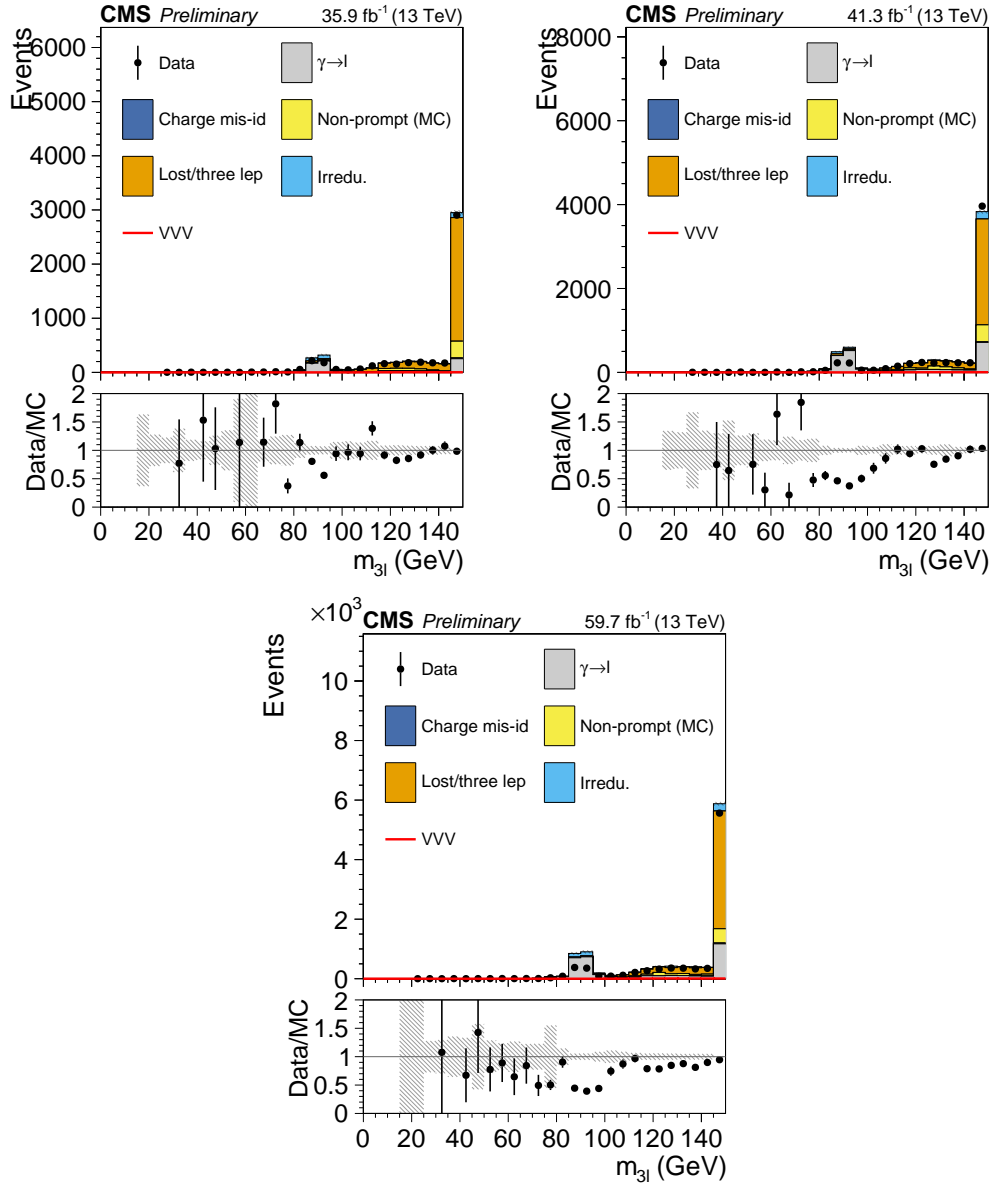 CMS Preliminary 35.9 fb⁻¹ (13 TeV)
Events
6000
5000
4000
3000
2000
1000
0
Data
γ→l
Charge mis-id
Non-prompt (MC)
Lost/three lep
Irredu.
VVV
Data/MC
2
1.5
1
0.5
0
0 20 40 60 80 100 120 140
m₃ₗ (GeV)
CMS Preliminary 41.3 fb⁻¹ (13 TeV)
Events
8000
6000
4000
2000
0
Data
γ→l
Charge mis-id
Non-prompt (MC)
Lost/three lep
Irredu.
VVV
Data/MC
2
1.5
1
0.5
0
0 20 40 60 80 100 120 140
m₃ₗ (GeV)
×10³ CMS Preliminary 59.7 fb⁻¹ (13 TeV)
Events
10
8
6
4
2
0
Data
γ→l
Charge mis-id
Non-prompt (MC)
Lost/three lep
Irredu.
VVV
Data/MC
2
1.5
1
0.5
0
0 20 40 60 80 100 120 140
m₃ₗ (GeV)